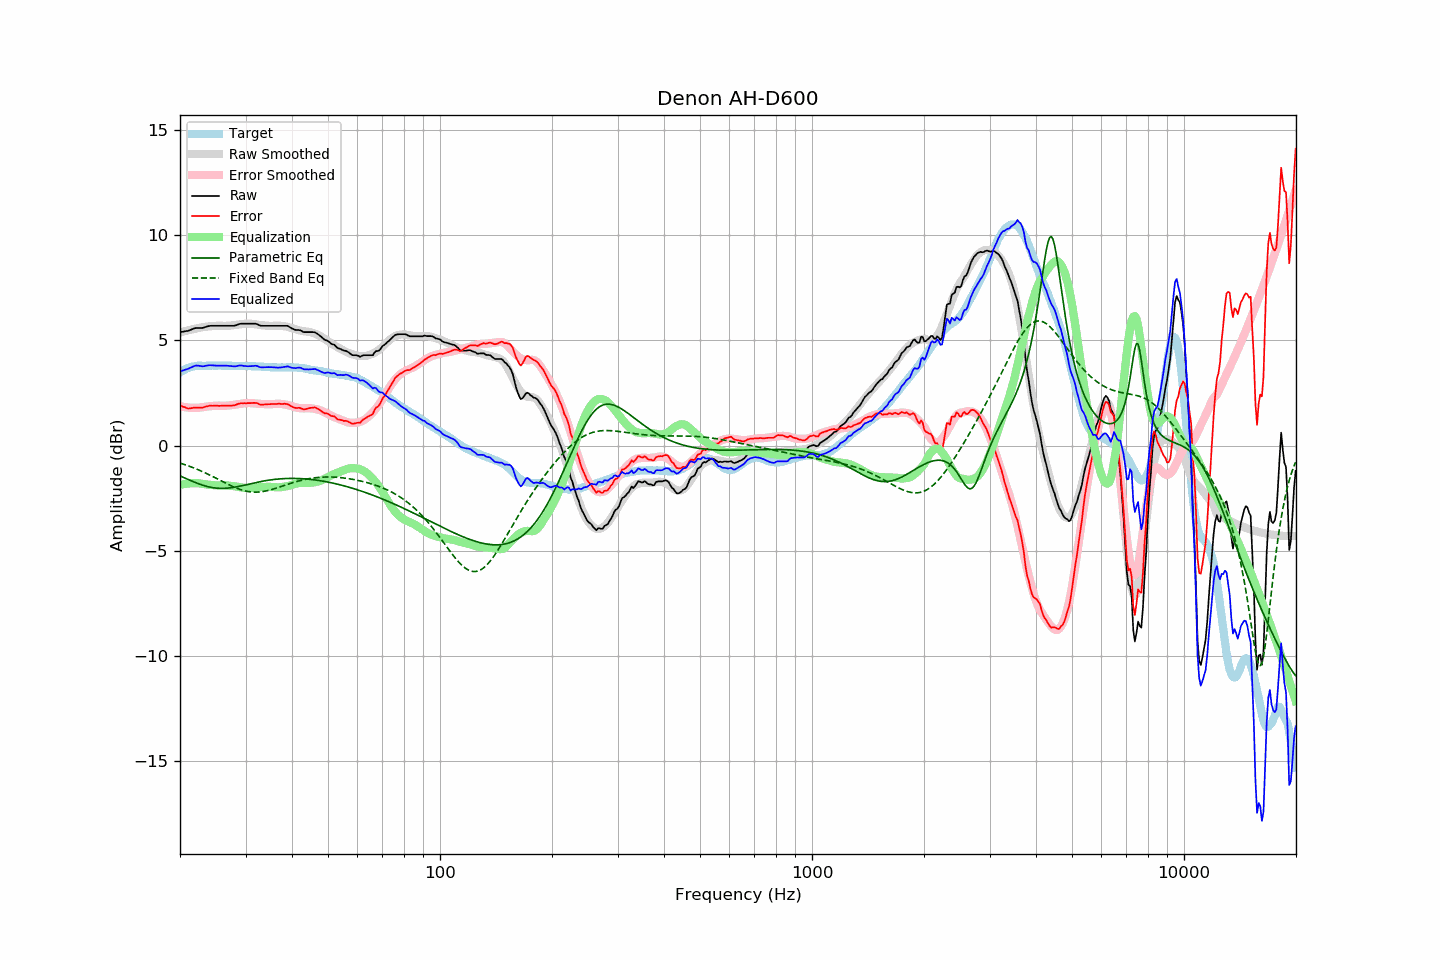 Denon AH-D600
15
10
5
0
−5
−10
−15
Amplitude (dBr)
Target
Raw Smoothed
Error Smoothed
Raw
Error
Equalization
Parametric Eq
Fixed Band Eq
Equalized
100
1000
10000
Frequency (Hz)